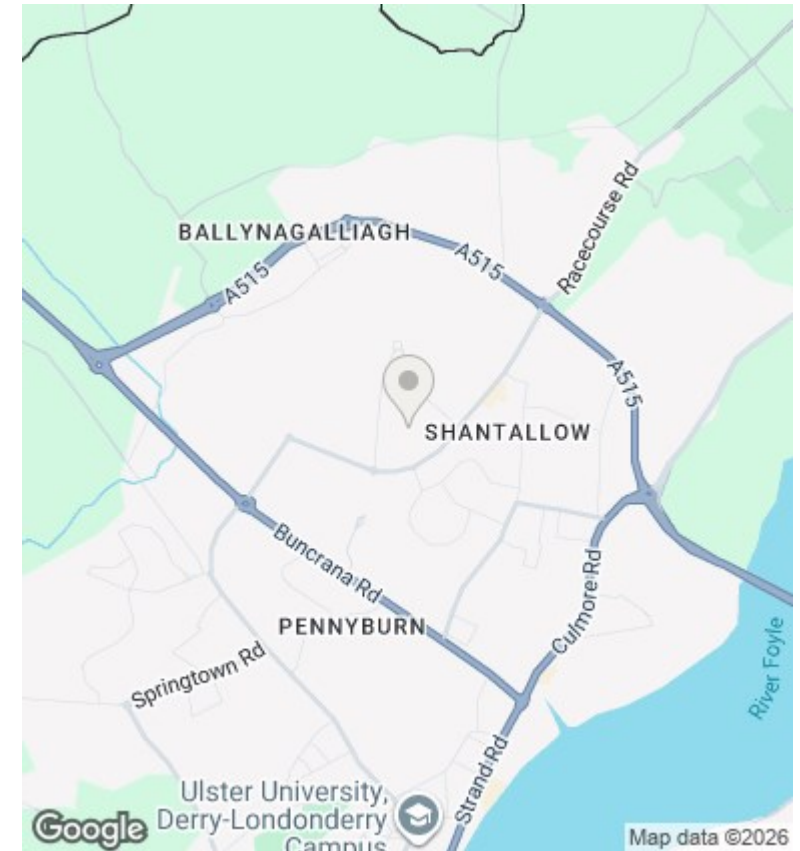 BALLYNAGALLIAGH
A515
A515
Racecourse Rd
A515
SHANTALLOW
Buncrana Rd
Culmore Rd
PENNYBURN
Springtown Rd
River Foyle
Strand Rd
Ulster University,
Derry-Londonderry
Campus
Google
Map data ©2026